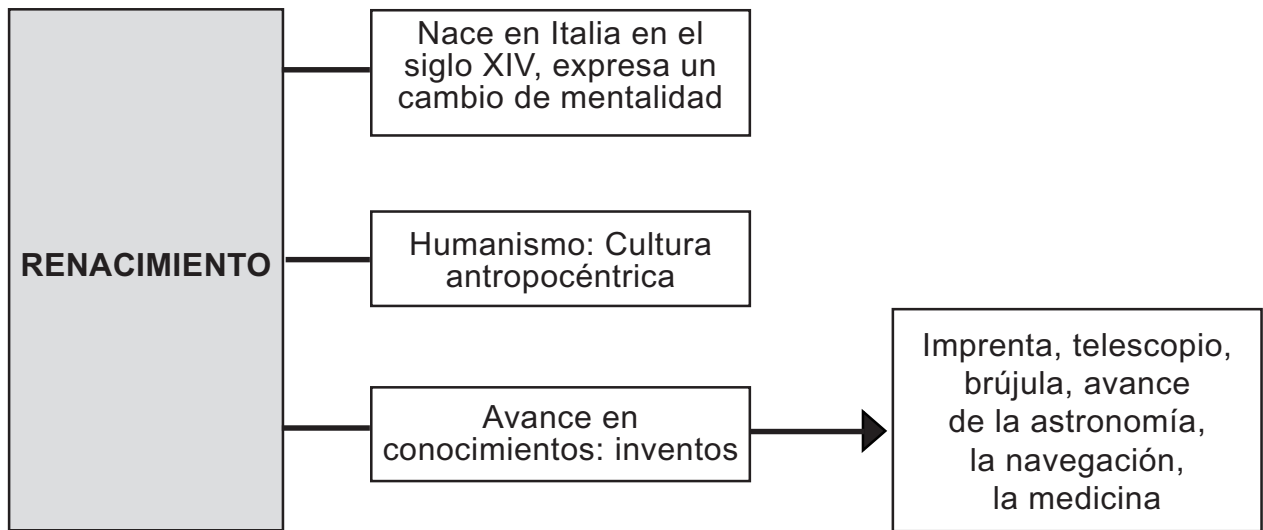 RENACIMIENTO
Nace en Italia en el
siglo XIV, expresa un
cambio de mentalidad
Humanismo: Cultura
antropocéntrica
Avance en
conocimientos: inventos
Imprenta, telescopio,
brújula, avance
de la astronomía,
la navegación,
la medicina